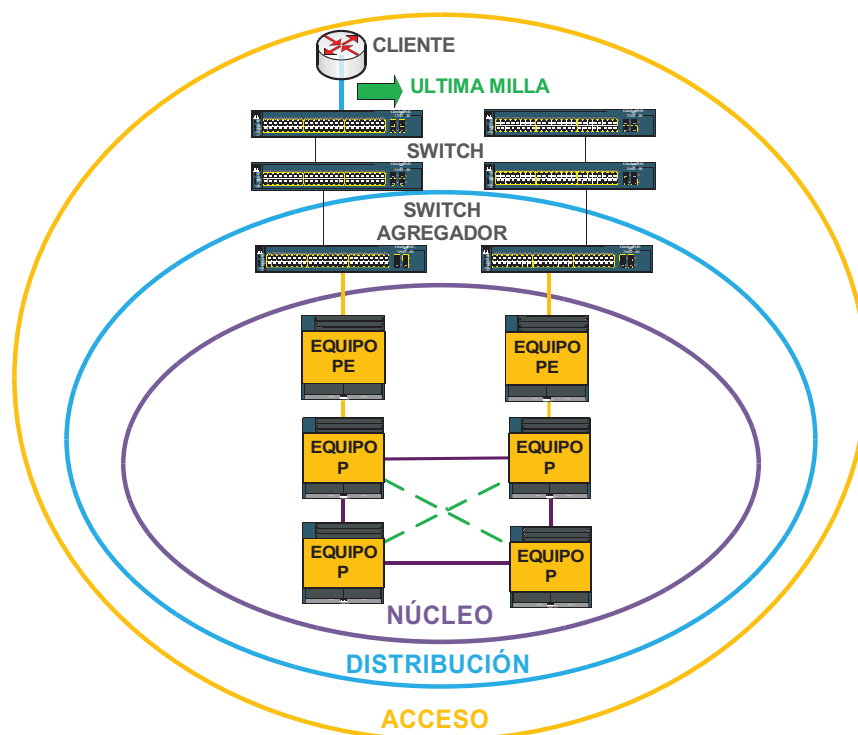 CLIENTE
ULTIMA MILLA
SWITCH
SWITCH
AGREGADOR
EQUIPO
PE
EQUIPO
PE
EQUIPO
P
EQUIPO
P
EQUIPO
P
EQUIPO
P
NÚCLEO
DISTRIBUCIÓN
ACCESO